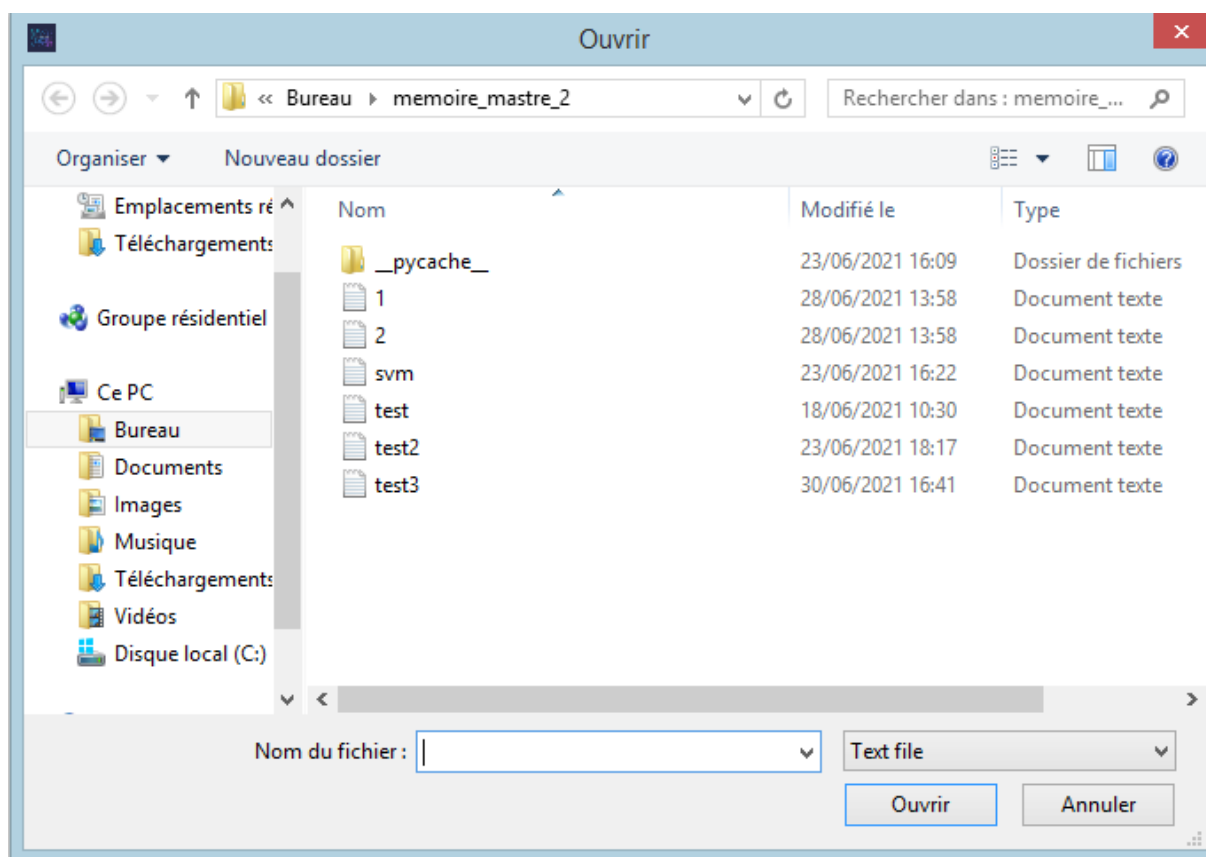 Ouvrir
« Bureau memoire_mastre_2 Rechercher dans : memoire_...
Organiser Nouveau dossier
Nom Modifié le Type
Emplacements ré
Téléchargements
Groupe résidentiel
Ce PC
Bureau
Documents
Images
Musique
Téléchargements
Vidéos
Disque local (C:)
__pycache__ 23/06/2021 16:09 Dossier de fichiers
1 28/06/2021 13:58 Document texte
2 28/06/2021 13:58 Document texte
svm 23/06/2021 16:22 Document texte
test 18/06/2021 10:30 Document texte
test2 23/06/2021 18:17 Document texte
test3 30/06/2021 16:41 Document texte
Nom du fichier : Text file
Ouvrir Annuler